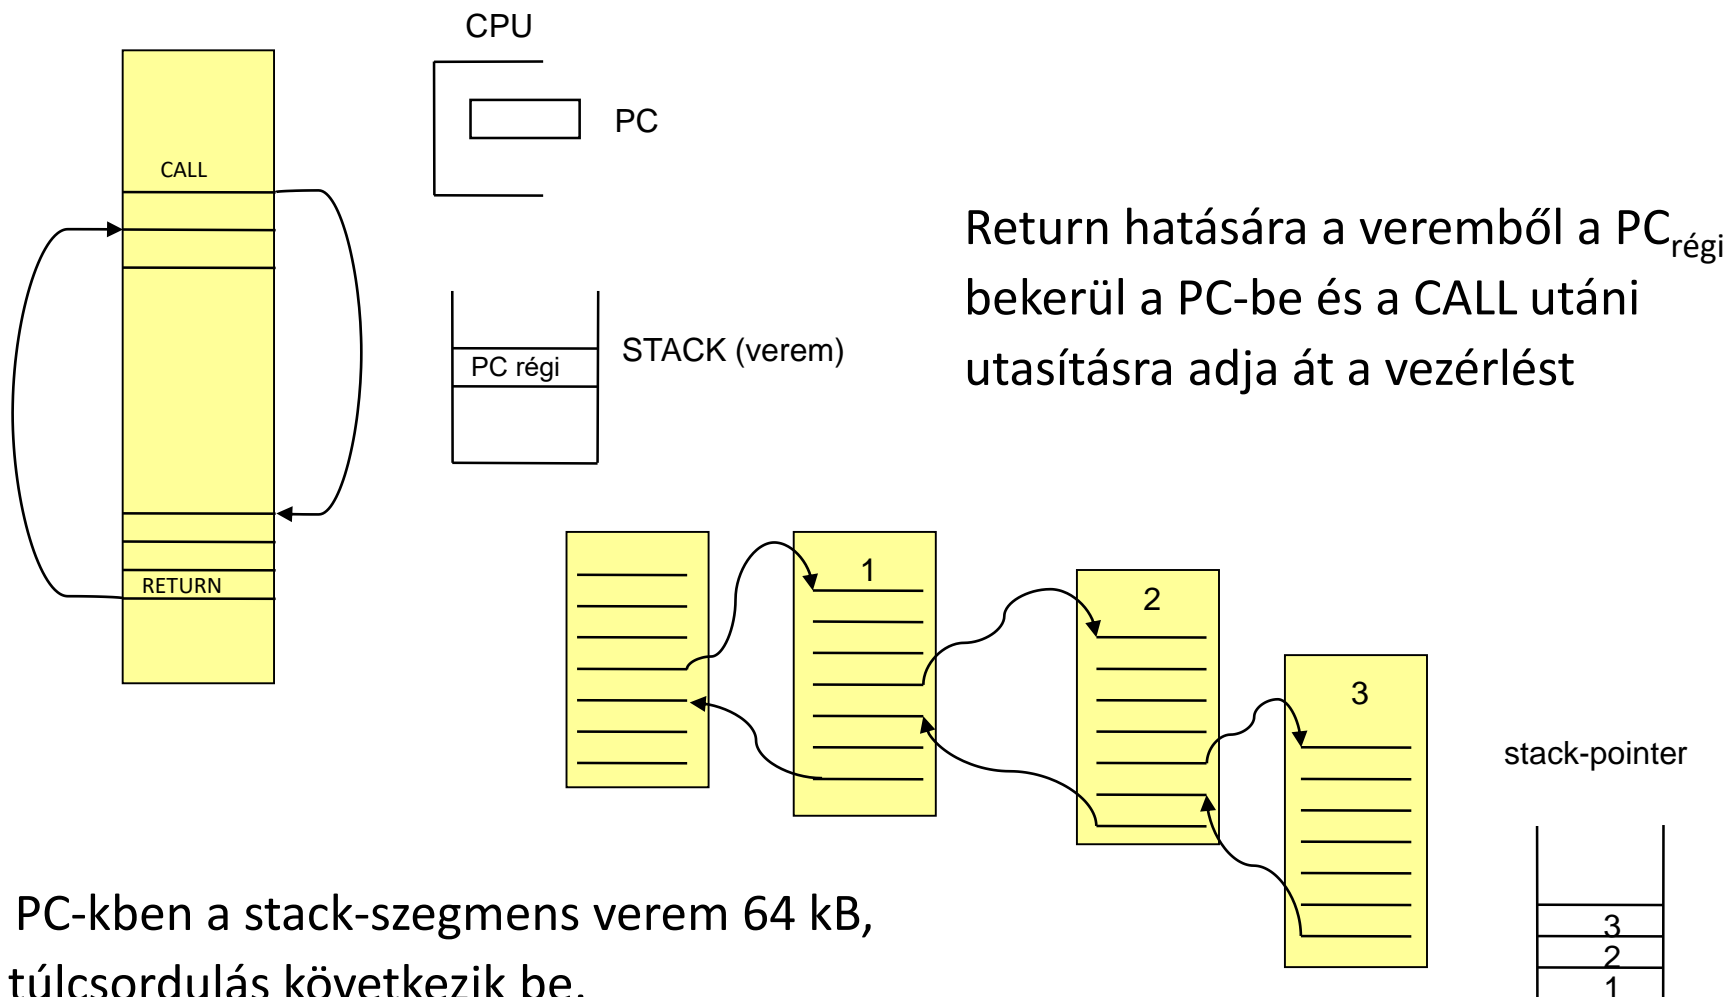 CPU
PC
CALL
Return hatására a veremből a PCrégi
bekerül a PC-be és a CALL utáni
utasításra adja át a vezérlést
STACK (verem)
PC régi
RETURN
1
2
3
stack-pointer
3
2
1
PC-kben a stack-szegmens verem 64 kB,
túlcsordulás következik be.